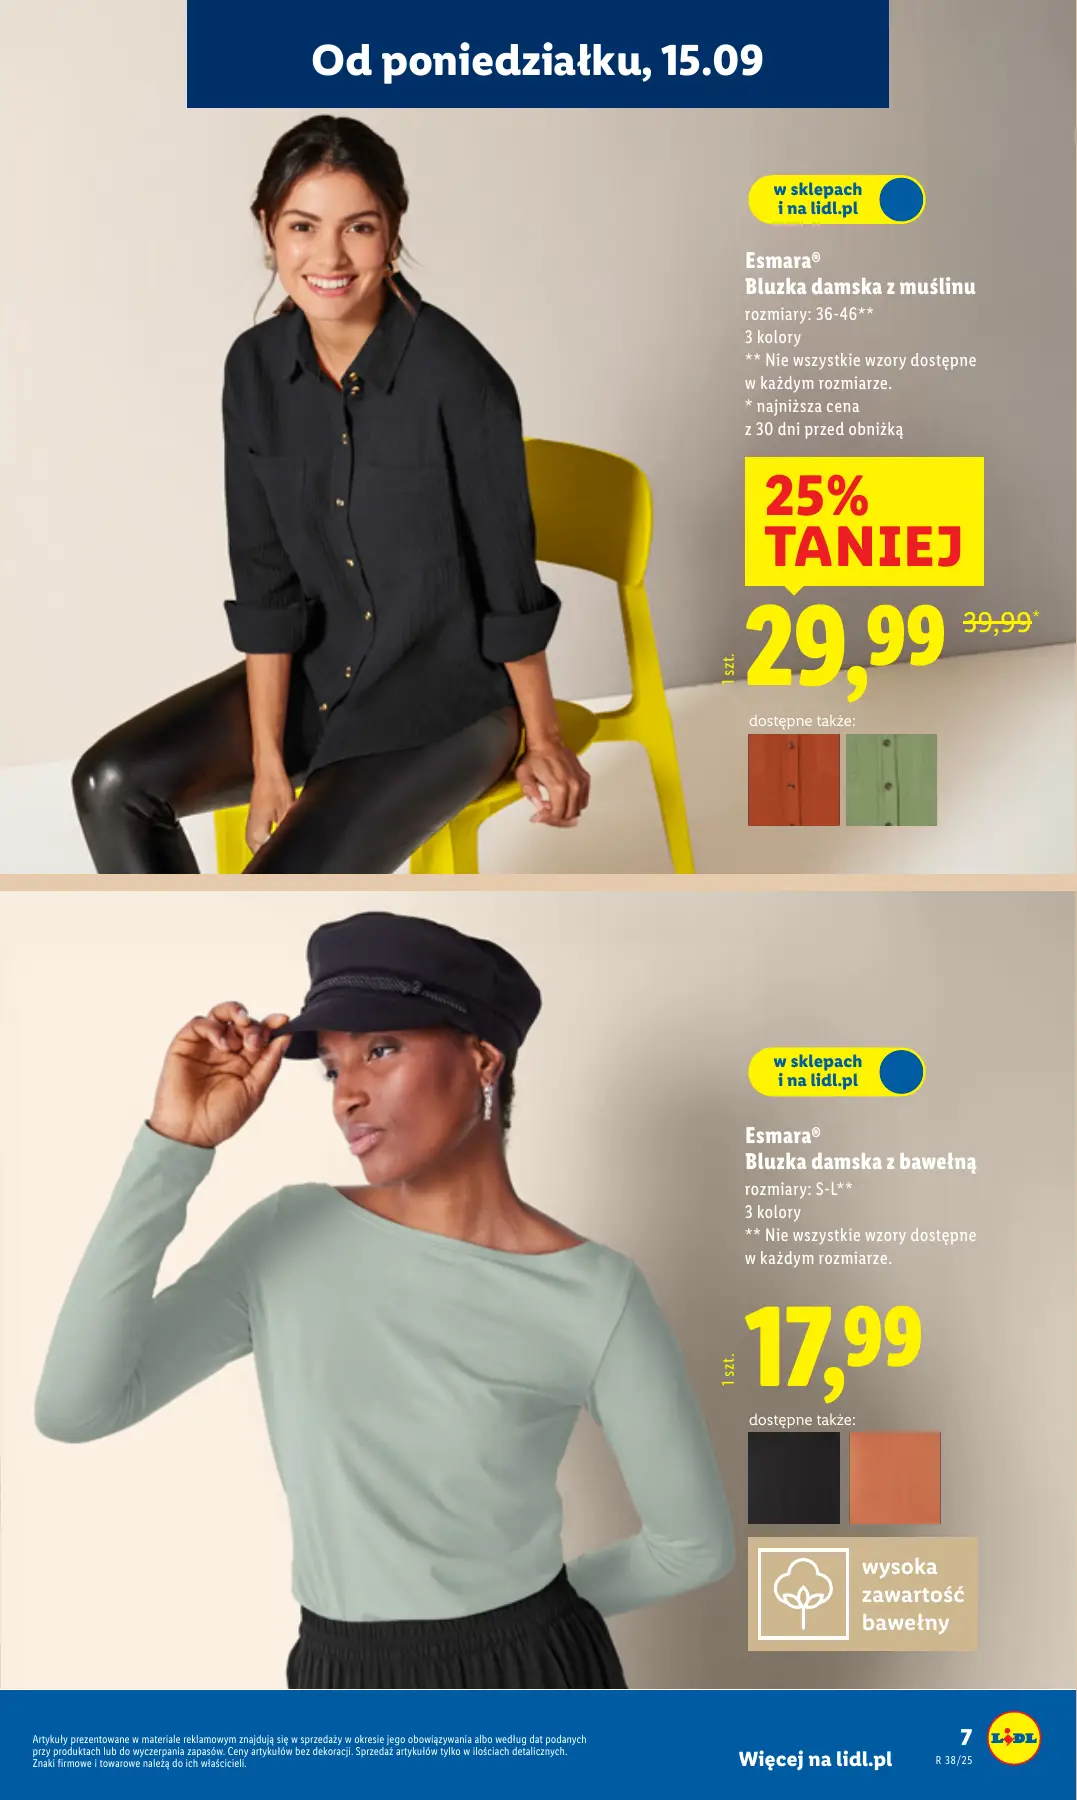 Od poniedziałku, 15.09
w sklepach
i na lidl.pl
Esmara®
Bluzka damska z muślinu
rozmiary: 36-46**
3 kolory
** Nie wszystkie wzory dostępne
w każdym rozmiarze.
* najniższa cena
z 30 dni przed obniżką
25%
TANIEJ
1 szt.
29,99
39,99*
dostępne także:
w sklepach
i na lidl.pl
Esmara®
Bluzka damska z bawełną
rozmiary: S-L**
3 kolory
** Nie wszystkie wzory dostępne
w każdym rozmiarze.
1 szt.
17,99
dostępne także:
wysoka
zawartość
bawełny
Artykuły prezentowane w materiale reklamowym znajdują się w sprzedaży w okresie jego obowiązywania albo według dat podanych
przy produktach lub do wyczerpania zapasów. Ceny artykułów bez dekoracji. Sprzedaż artykułów tylko w ilościach detalicznych.
Znaki firmowe i towarowe należą do ich właścicieli.
Więcej na lidl.pl
7
R 38/25
LIDL